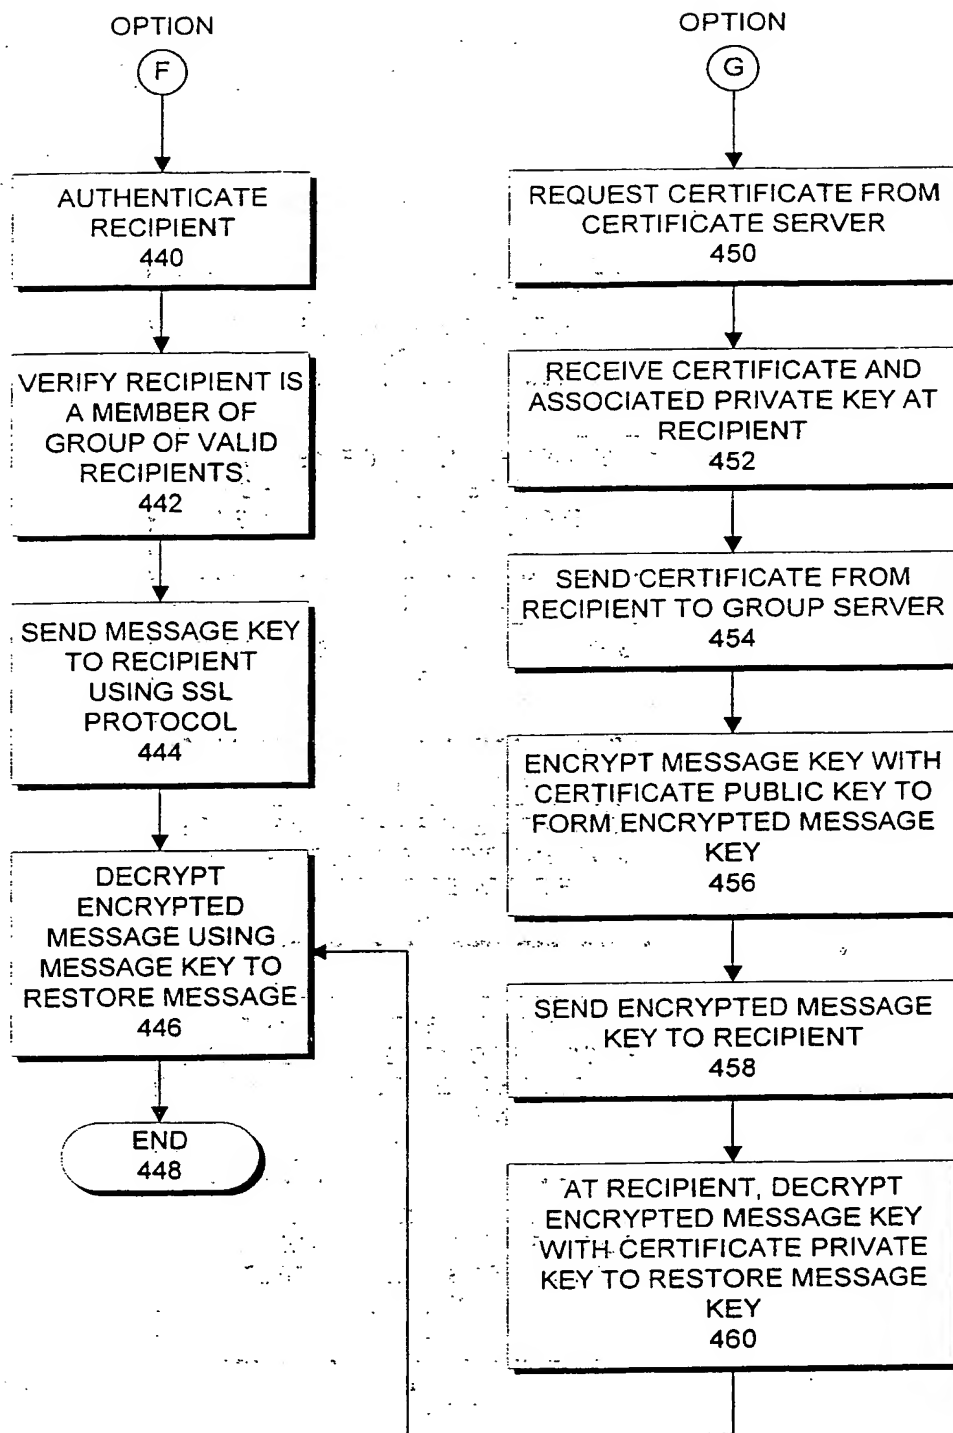 OPTION
F
AUTHENTICATE
RECIPIENT
440
VERIFY RECIPIENT IS
A MEMBER OF
GROUP OF VALID
RECIPIENTS
442
SEND MESSAGE KEY
TO RECIPIENT
USING SSL
PROTOCOL
444
DECRYPT
ENCRYPTED
MESSAGE USING
MESSAGE KEY TO
RESTORE MESSAGE
446
END
448
OPTION
G
REQUEST CERTIFICATE FROM
CERTIFICATE SERVER
450
RECEIVE CERTIFICATE AND
ASSOCIATED PRIVATE KEY AT
RECIPIENT
452
SEND CERTIFICATE FROM
RECIPIENT TO GROUP SERVER
454
ENCRYPT MESSAGE KEY WITH
CERTIFICATE PUBLIC KEY TO
FORM ENCRYPTED MESSAGE
KEY
456
SEND ENCRYPTED MESSAGE
KEY TO RECIPIENT
458
AT RECIPIENT, DECRYPT
ENCRYPTED MESSAGE KEY
WITH CERTIFICATE PRIVATE
KEY TO RESTORE MESSAGE
KEY
460